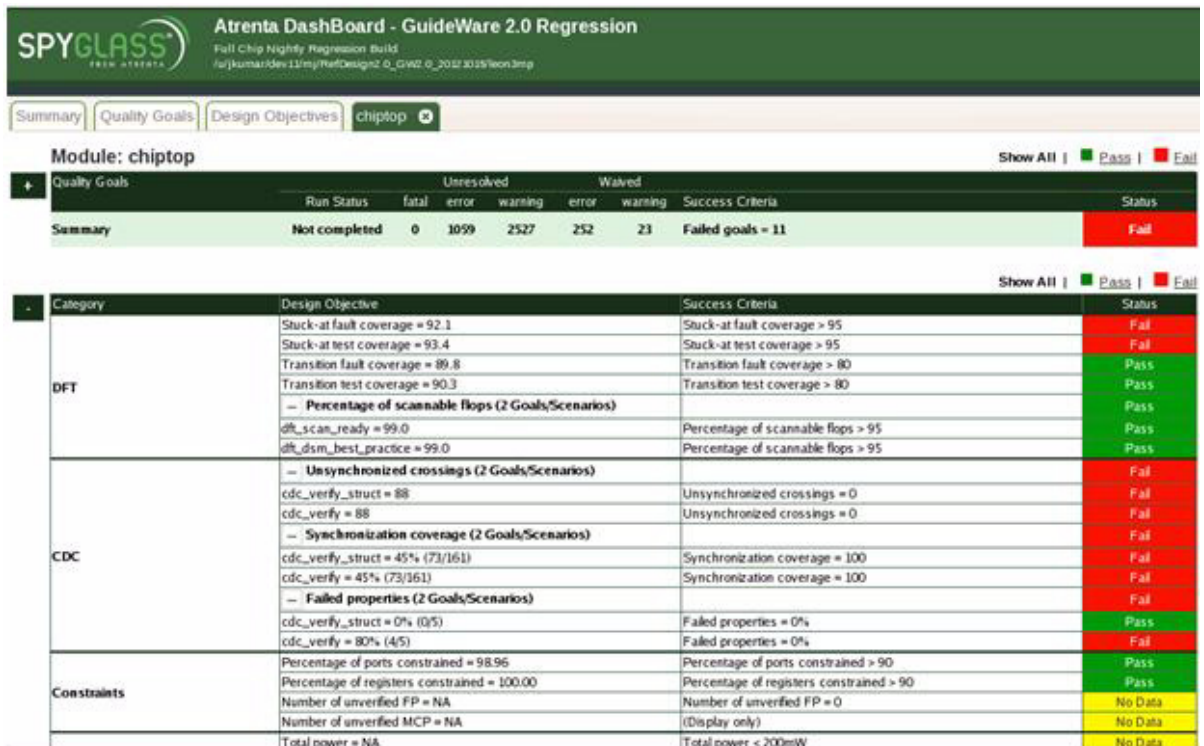 SPYGLASS
FROM ATRENTA
Atrenta DashBoard - GuideWare 2.0 Regression
Full Chip Nightly Regression Build
Summary Quality Goals Design Objectives chiptop
Module: chiptop
Show All | Pass | Fail
+ Quality Goals Unresolved Waived
Run Status fatal error warning error warning Success Criteria Status
Summary Not completed 0 1059 2527 252 23 Failed goals = 11 Fail
Show All | Pass | Fail
- Category Design Objective Success Criteria Status
Stuck-at fault coverage = 92.1 Stuck-at fault coverage > 95 Fail
Stuck-at test coverage = 93.4 Stuck-at test coverage > 95 Fail
Transition fault coverage = 89.8 Transition fault coverage > 80 Pass
DFT Transition test coverage = 90.3 Transition test coverage > 80 Pass
– Percentage of scannable flops (2 Goals/Scenarios) Pass
dft_scan_ready = 99.0 Percentage of scannable flops > 95 Pass
dft_dsm_best_practice = 99.0 Percentage of scannable flops > 95 Pass
– Unsynchronized crossings (2 Goals/Scenarios) Fail
cdc_verify_struct = 88 Unsynchronized crossings = 0 Fail
cdc_verify = 88 Unsynchronized crossings = 0 Fail
– Synchronization coverage (2 Goals/Scenarios) Fail
CDC cdc_verify_struct = 45% (73/161) Synchronization coverage = 100 Fail
cdc_verify = 45% (73/161) Synchronization coverage = 100 Fail
– Failed properties (2 Goals/Scenarios) Fail
cdc_verify_struct = 0% (0/5) Failed properties = 0% Pass
cdc_verify = 80% (4/5) Failed properties = 0% Fail
Percentage of ports constrained = 98.96 Percentage of ports constrained > 90 Pass
Percentage of registers constrained = 100.00 Percentage of registers constrained > 90 Pass
Constraints Number of unverified FP = NA Number of unverified FP = 0 No Data
Number of unverified MCP = NA (Display only) No Data
Total power = NA Total power < 200mW No Data